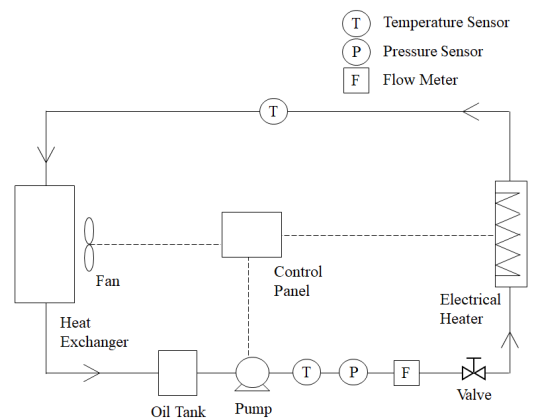 T Temperature Sensor
P Pressure Sensor
F Flow Meter
T
Fan
Control
Panel
Electrical
Heater
Heat
Exchanger
T
P
F
Valve
Oil Tank
Pump